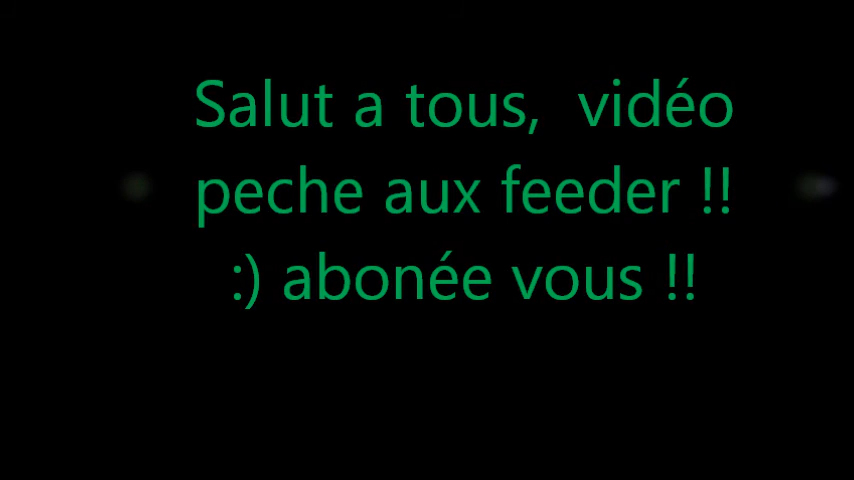 Salut a tous,  vidéo
peche aux feeder !!
:) abonée vous !!